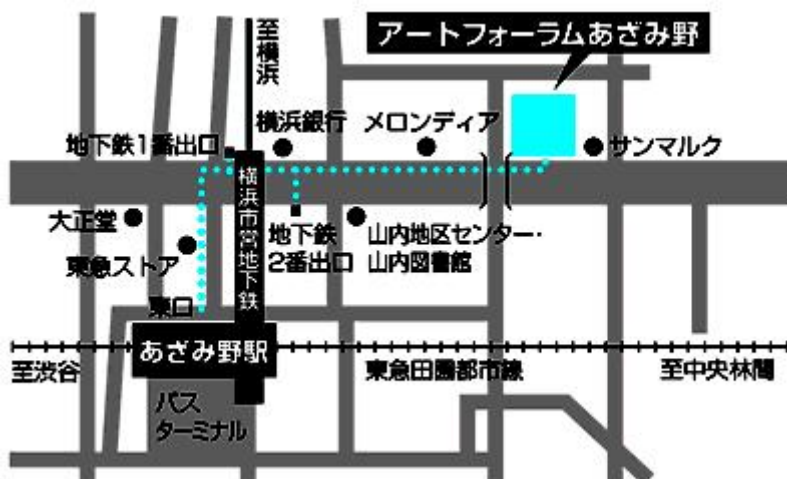 アートフォーラムあざみ野
至横浜
横浜銀行
メロンディア
地下鉄1番出口
サンマルク
横浜市営地下鉄
大正堂
地下鉄
2番出口
山内地区センター・
山内図書館
東急ストア
東口
あざみ野駅
至渋谷
東急田園都市線
至中央林間
バス
ターミナル